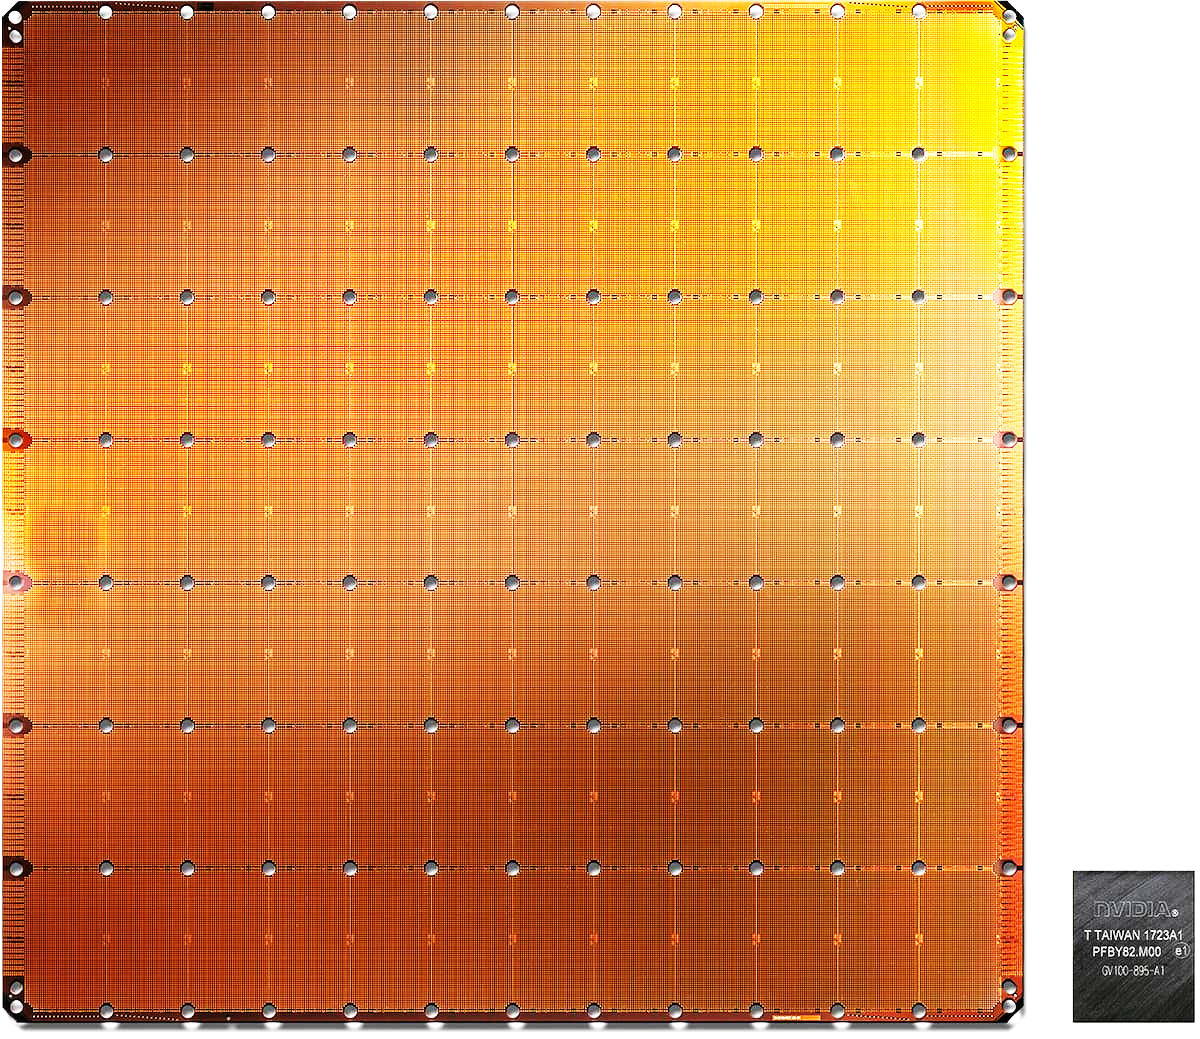 NVIDIA®
T TAIWAN 1723A1
PFBY82.M00 e1
GV100-895-A1